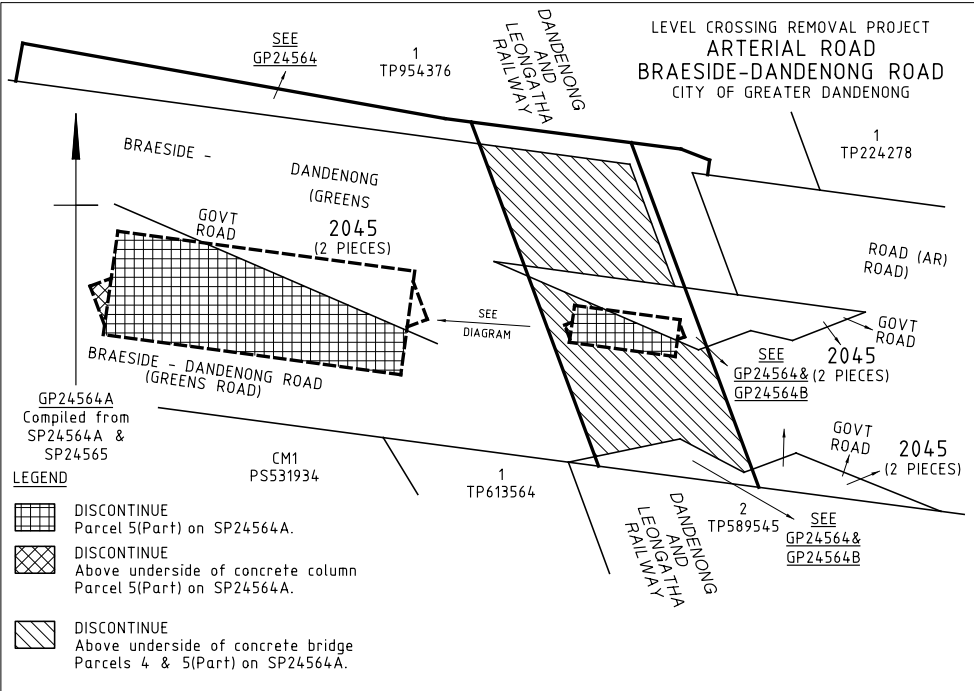 LEVEL CROSSING REMOVAL PROJECT
ARTERIAL ROAD
BRAESIDE-DANDENONG ROAD
CITY OF GREATER DANDENONG
SEE
GP24564
1
TP954376
DANDENONG
AND
LEONGATHA
RAILWAY
1
TP224278
BRAESIDE -
DANDENONG
(GREENS
ROAD (AR)
ROAD)
GOVT
ROAD
2045
(2 PIECES)
SEE
DIAGRAM
GOVT
ROAD
2045
(2 PIECES)
SEE
GP24564&
GP24564B
BRAESIDE - DANDENONG ROAD
(GREENS ROAD)
GP24564A
Compiled from
SP24564A &
SP24565
GOVT
ROAD
2045
(2 PIECES)
CM1
PS531934
1
TP613564
DANDENONG
AND
LEONGATHA
RAILWAY
2
TP589545
SEE
GP24564&
GP24564B
LEGEND
DISCONTINUE
Parcel 5(Part) on SP24564A.
DISCONTINUE
Above underside of concrete column
Parcel 5(Part) on SP24564A.
DISCONTINUE
Above underside of concrete bridge
Parcels 4 & 5(Part) on SP24564A.